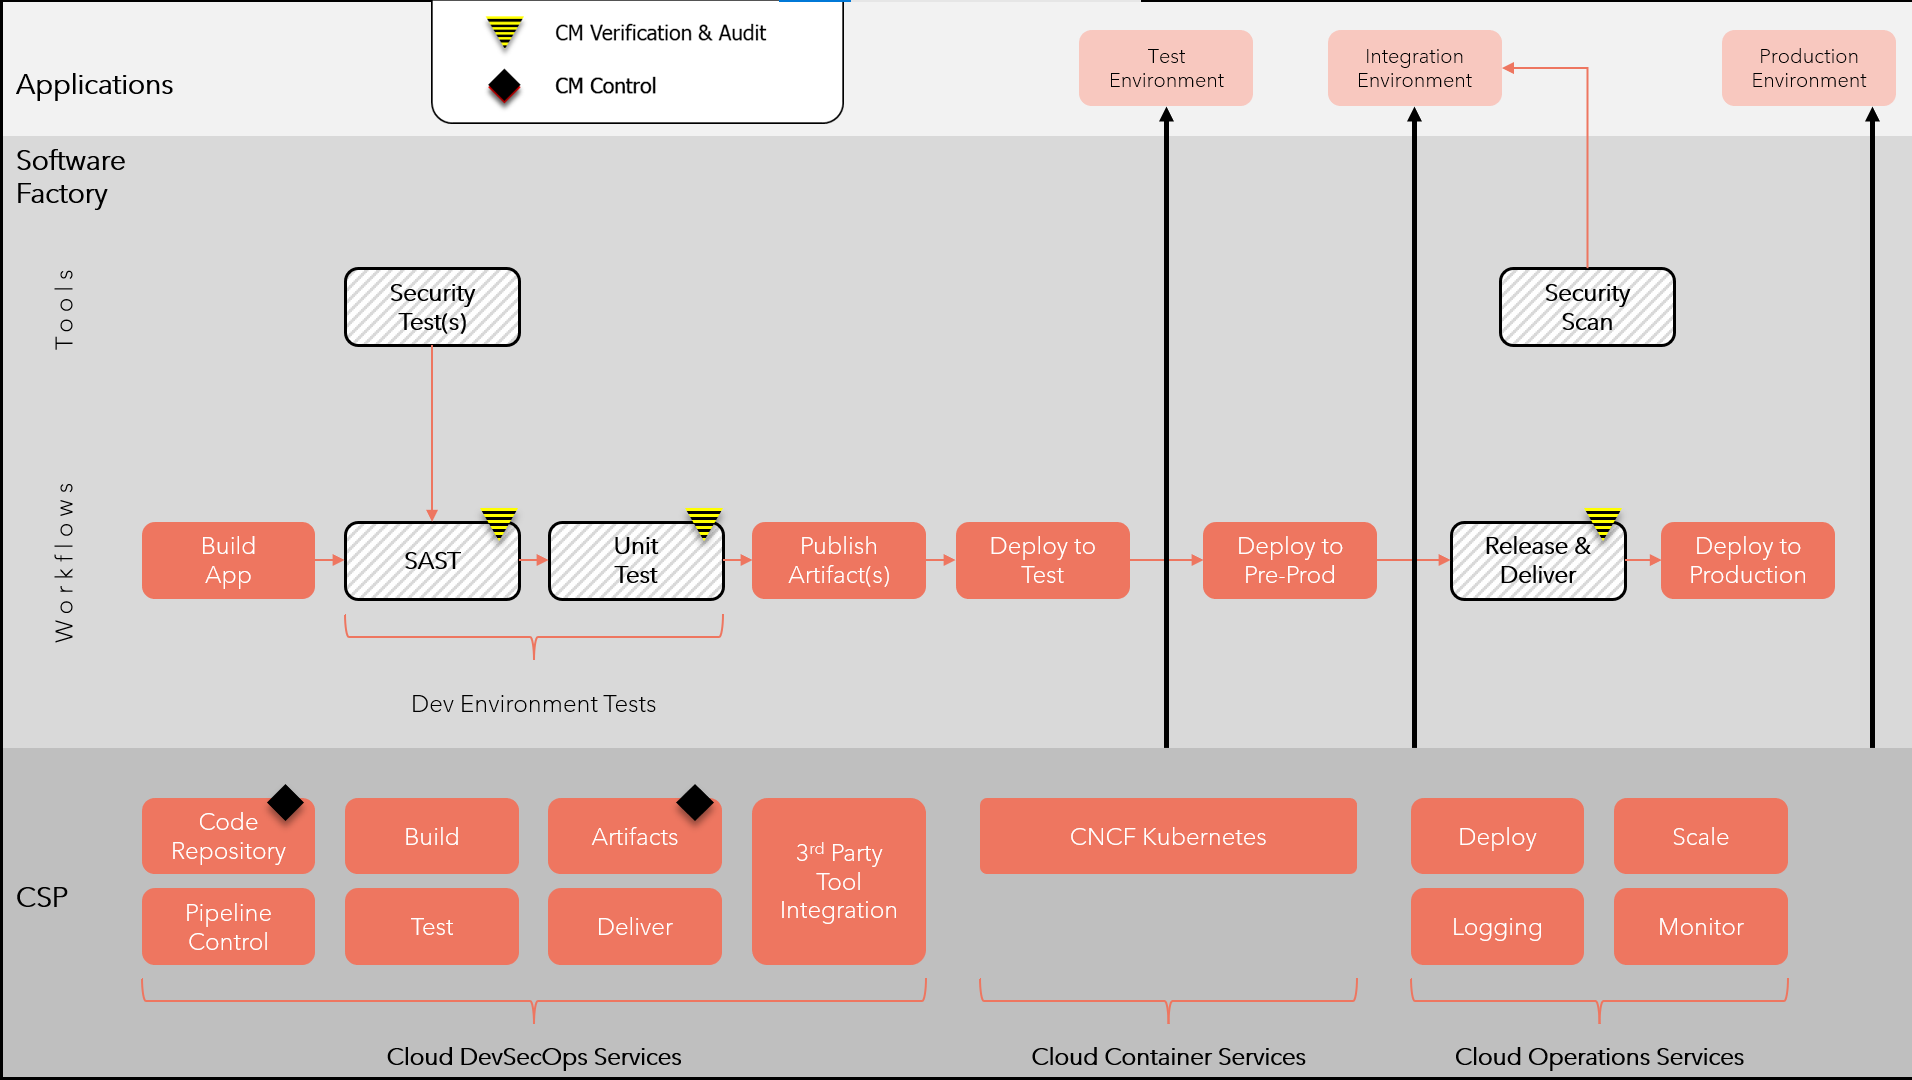 CM Verification & Audit
CM Control
Applications
Test
Environment
Integration
Environment
Production
Environment
Software
Factory
Tools
Security
Test(s)
Security
Scan
Workflows
Build
App
SAST
Unit
Test
Publish
Artifact(s)
Deploy to
Test
Deploy to
Pre-Prod
Release &
Deliver
Deploy to
Production
Dev Environment Tests
CSP
Code
Repository
Build
Artifacts
3rd Party
Tool
Integration
CNCF Kubernetes
Deploy
Scale
Pipeline
Control
Test
Deliver
Logging
Monitor
Cloud DevSecOps Services
Cloud Container Services
Cloud Operations Services